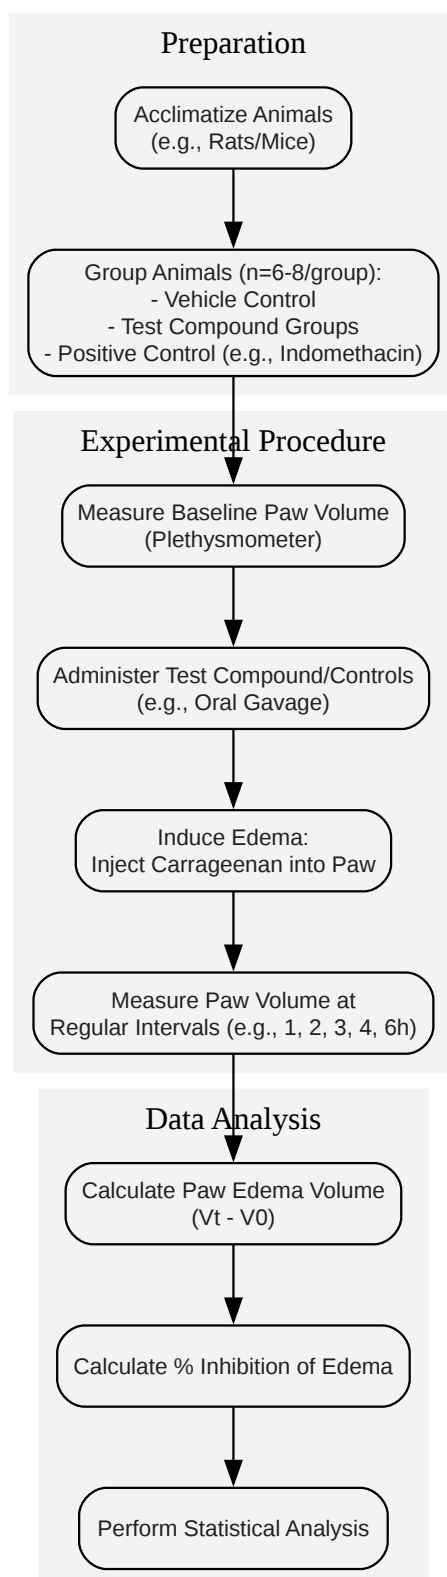 Preparation
Acclimatize Animals
(e.g., Rats/Mice)
Group Animals (n=6-8/group):
- Vehicle Control
- Test Compound Groups
- Positive Control (e.g., Indomethacin)
Experimental Procedure
Measure Baseline Paw Volume
(Plethysmometer)
Administer Test Compound/Controls
(e.g., Oral Gavage)
Induce Edema:
Inject Carrageenan into Paw
Measure Paw Volume at
Regular Intervals (e.g., 1, 2, 3, 4, 6h)
Data Analysis
Calculate Paw Edema Volume
(Vt - V0)
Calculate % Inhibition of Edema
Perform Statistical Analysis